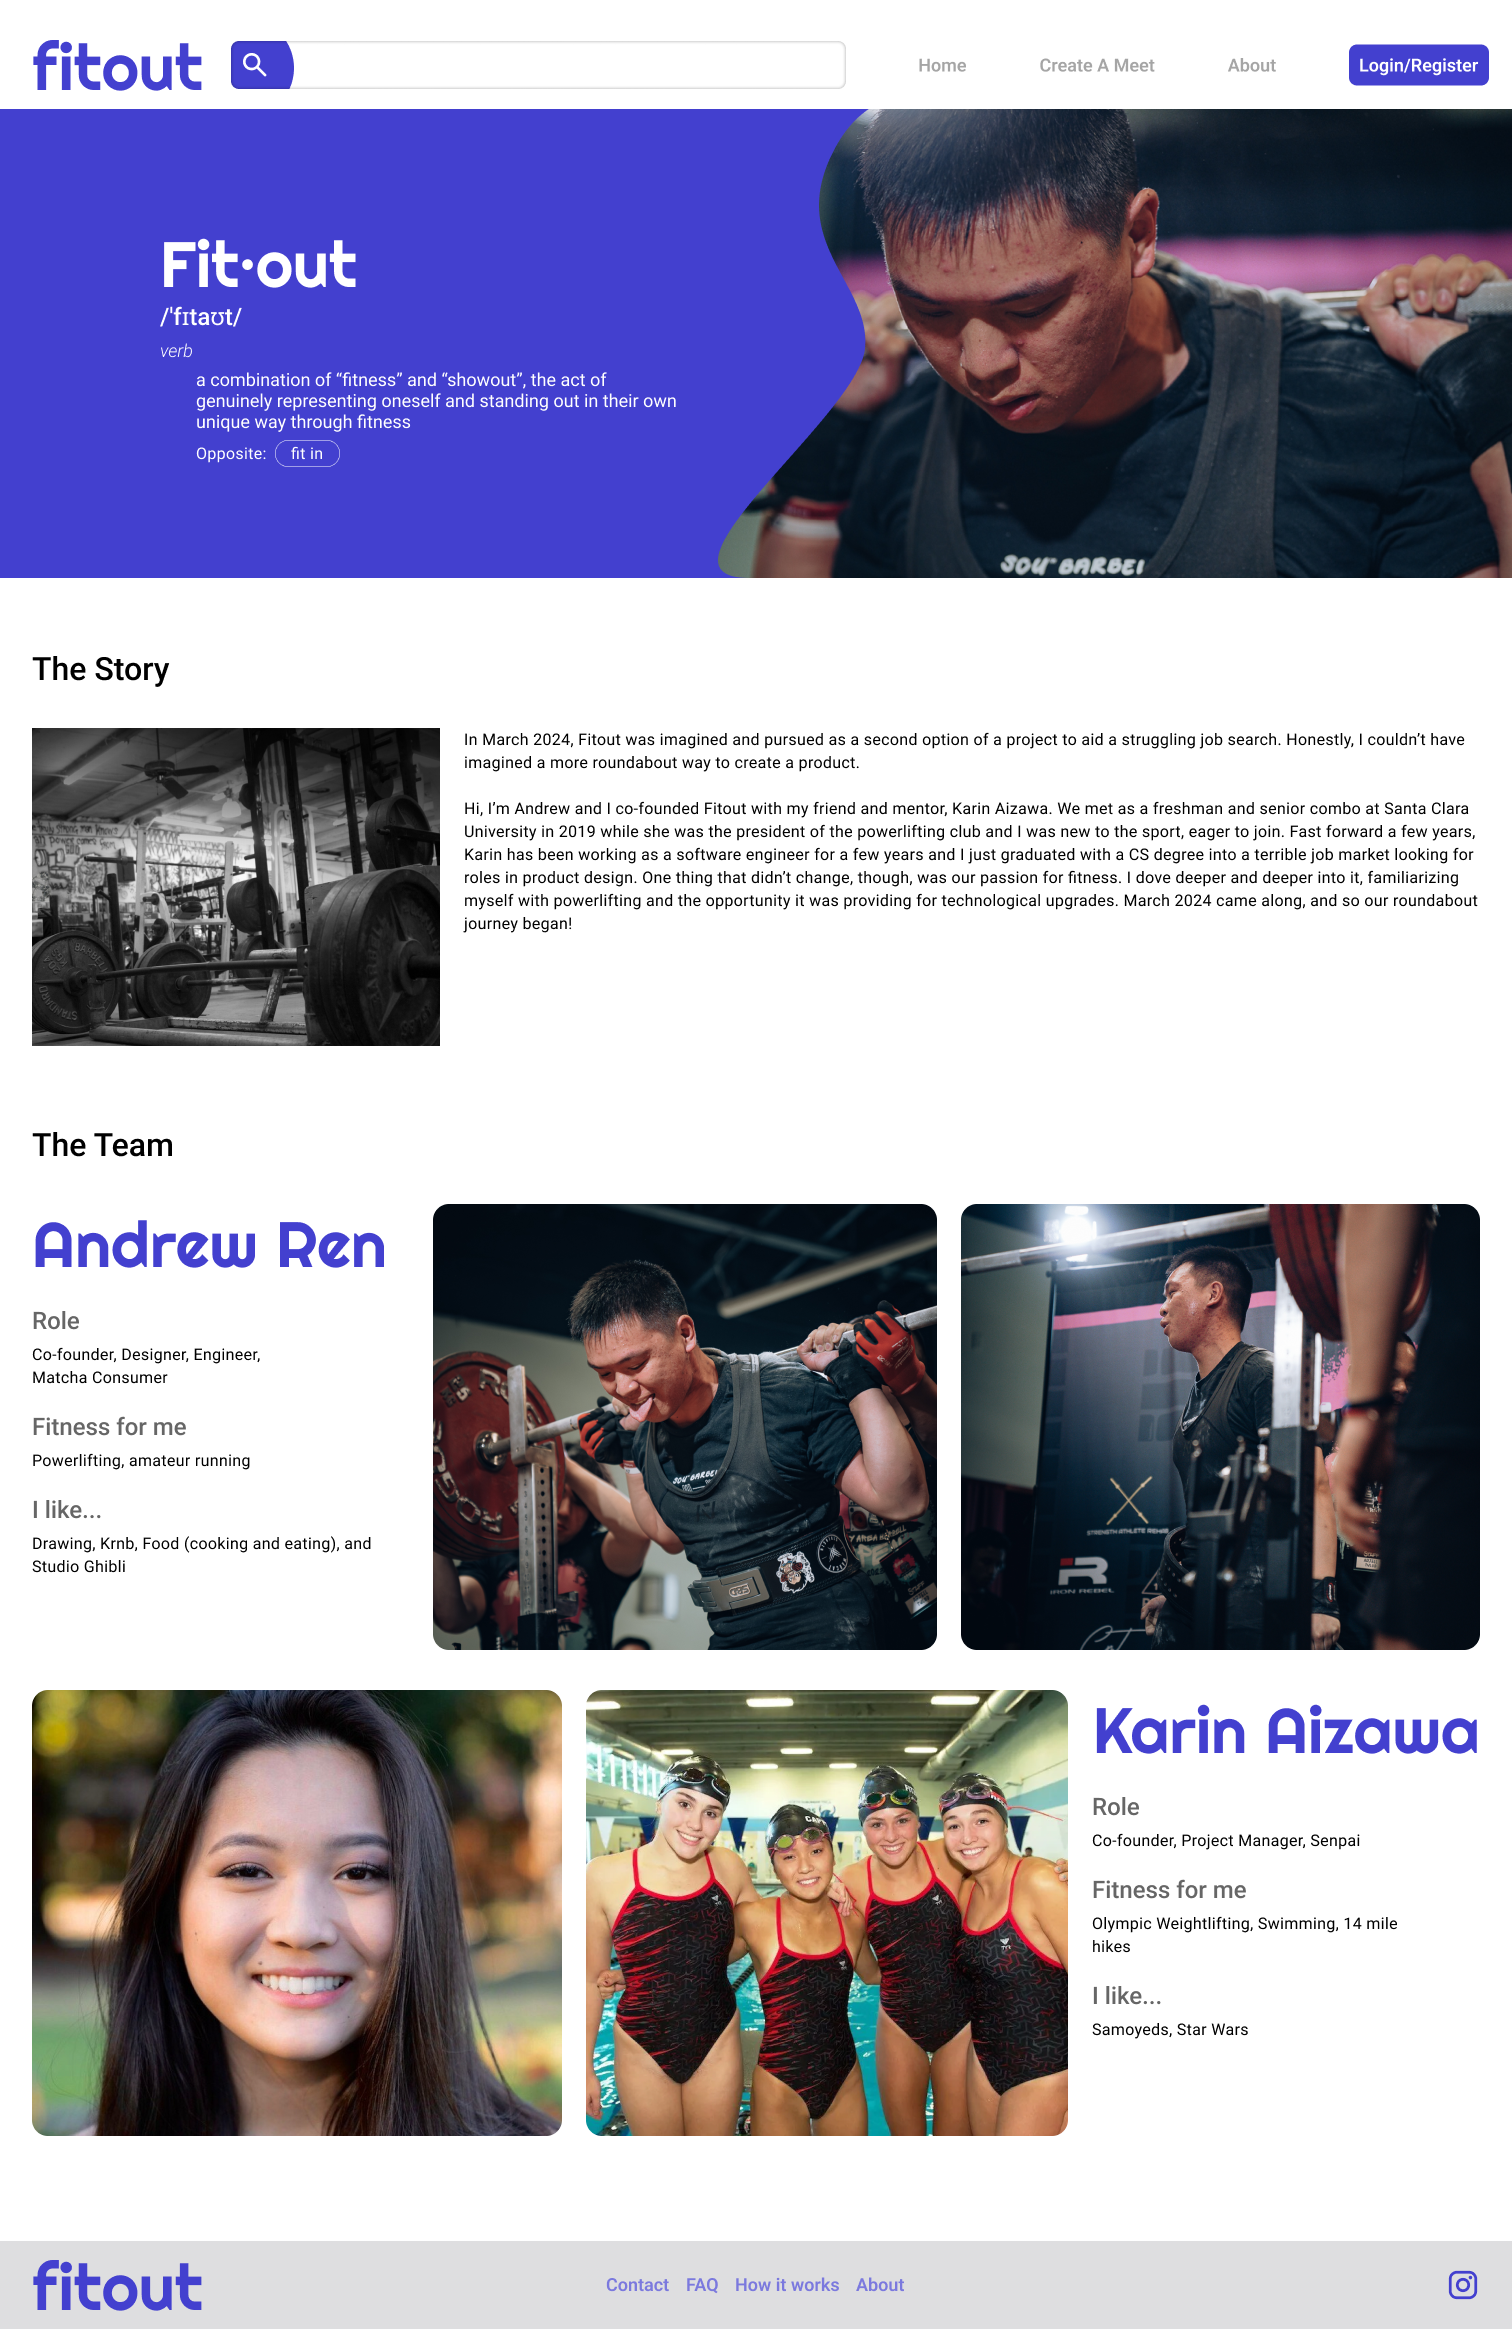 fitout
Home
Create A Meet
About
Login/Register
Fit·out
/'fɪtaʊt/
verb
a combination of “fitness” and “showout”, the act of
genuinely representing oneself and standing out in their own
unique way through fitness
Opposite: fit in
SOU BARBEL
The Story
In March 2024, Fitout was imagined and pursued as a second option of a project to aid a struggling job search. Honestly, I couldn’t have
imagined a more roundabout way to create a product.
Hi, I’m Andrew and I co-founded Fitout with my friend and mentor, Karin Aizawa. We met as a freshman and senior combo at Santa Clara
University in 2019 while she was the president of the powerlifting club and I was new to the sport, eager to join. Fast forward a few years,
Karin has been working as a software engineer for a few years and I just graduated with a CS degree into a terrible job market looking for
roles in product design. One thing that didn’t change, though, was our passion for fitness. I dove deeper and deeper into it, familiarizing
myself with powerlifting and the opportunity it was providing for technological upgrades. March 2024 came along, and so our roundabout
journey began!
The Team
Andrew Ren
Role
Co-founder, Designer, Engineer,
Matcha Consumer
Fitness for me
Powerlifting, amateur running
I like...
Drawing, Krnb, Food (cooking and eating), and
Studio Ghibli
SOU BARBEL
STRENGTH ATHLETE REHAB
IR
IRON REBEL
Karin Aizawa
Role
Co-founder, Project Manager, Senpai
Fitness for me
Olympic Weightlifting, Swimming, 14 mile
hikes
I like...
Samoyeds, Star Wars
fitout
Contact
FAQ
How it works
About